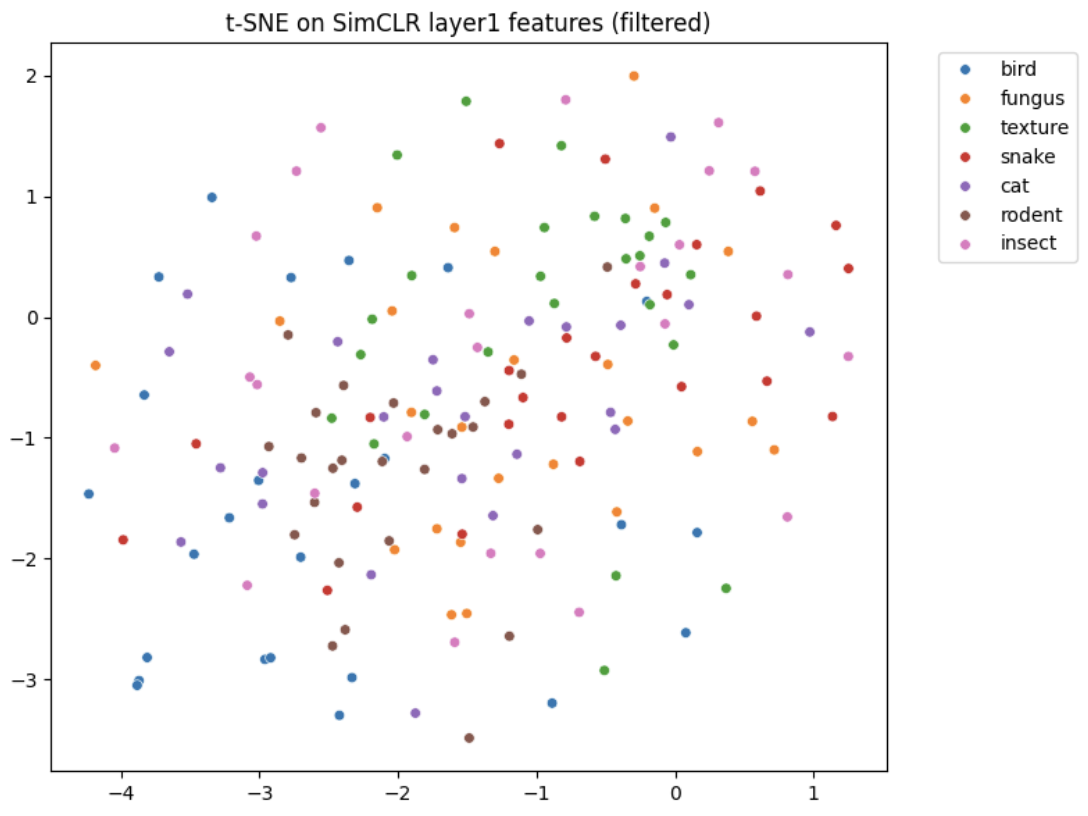 t-SNE on SimCLR layer1 features (filtered)
bird
fungus
texture
snake
cat
rodent
insect
2
1
0
−1
−2
−3
−4 −3 −2 −1 0 1